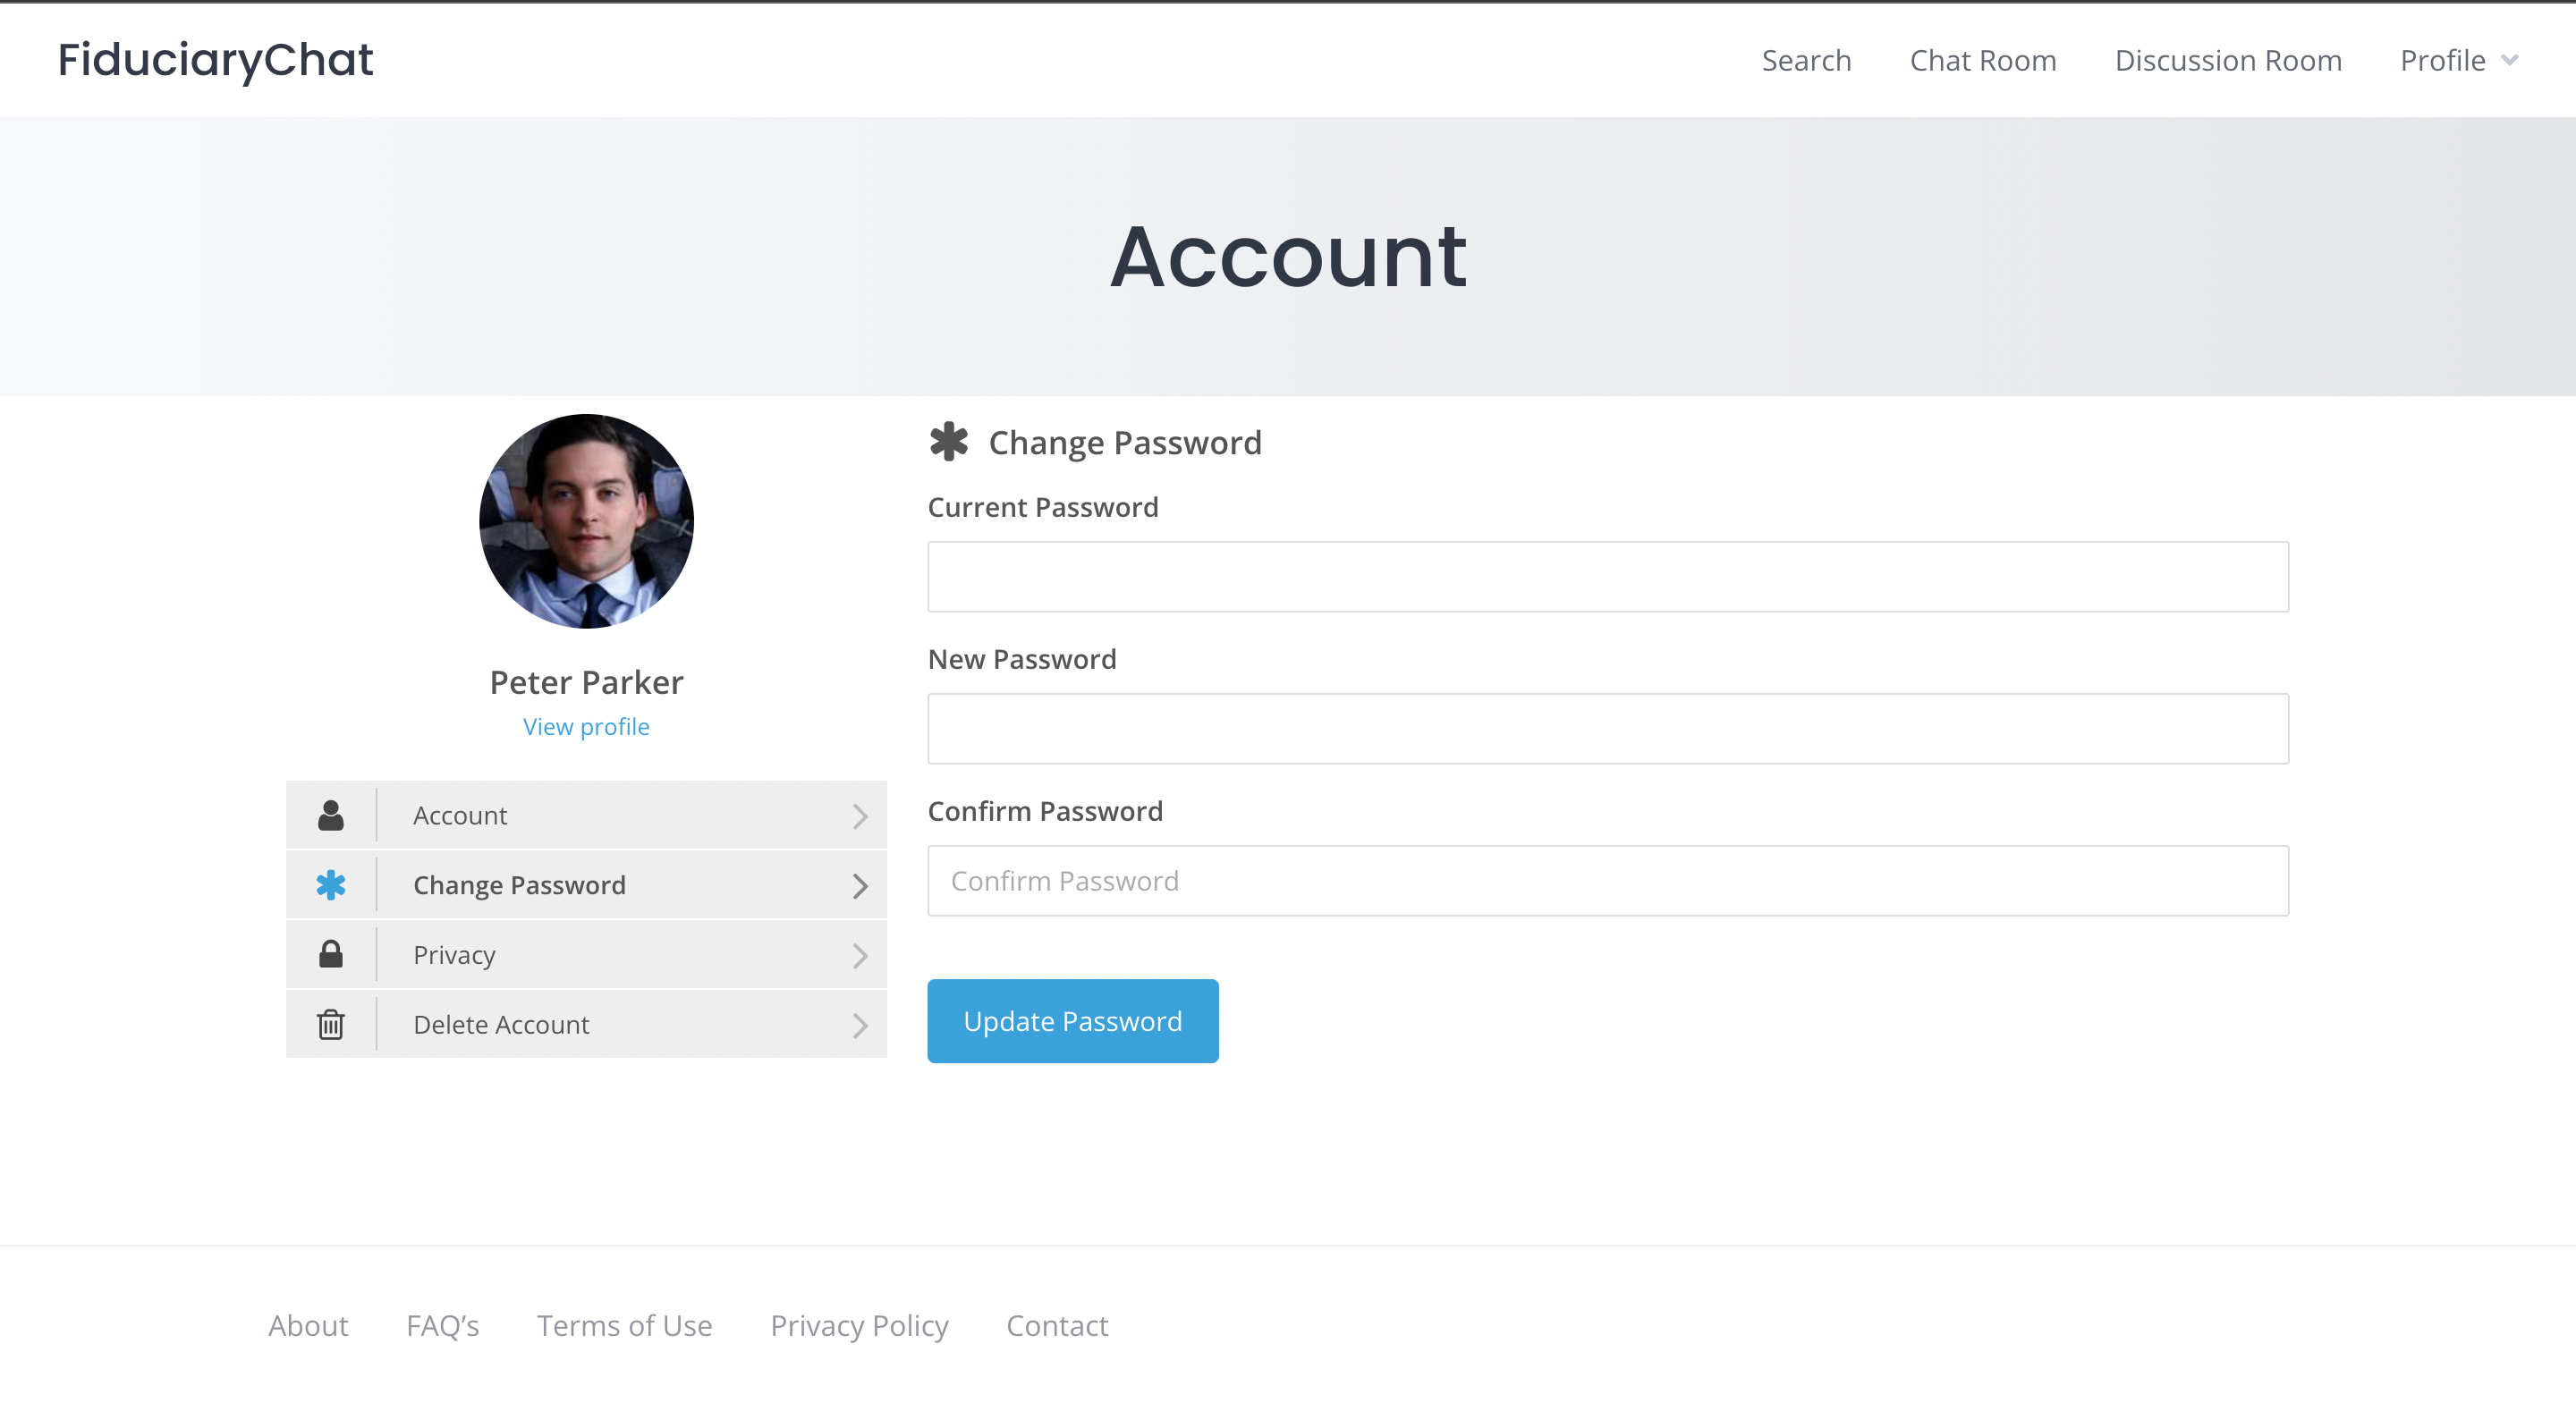 FiduciaryChat
Search
Chat Room
Discussion Room
Profile
Account
Peter Parker
View profile
Account
Change Password
Privacy
Delete Account
Change Password
Current Password
New Password
Confirm Password
Confirm Password
Update Password
About
FAQ’s
Terms of Use
Privacy Policy
Contact